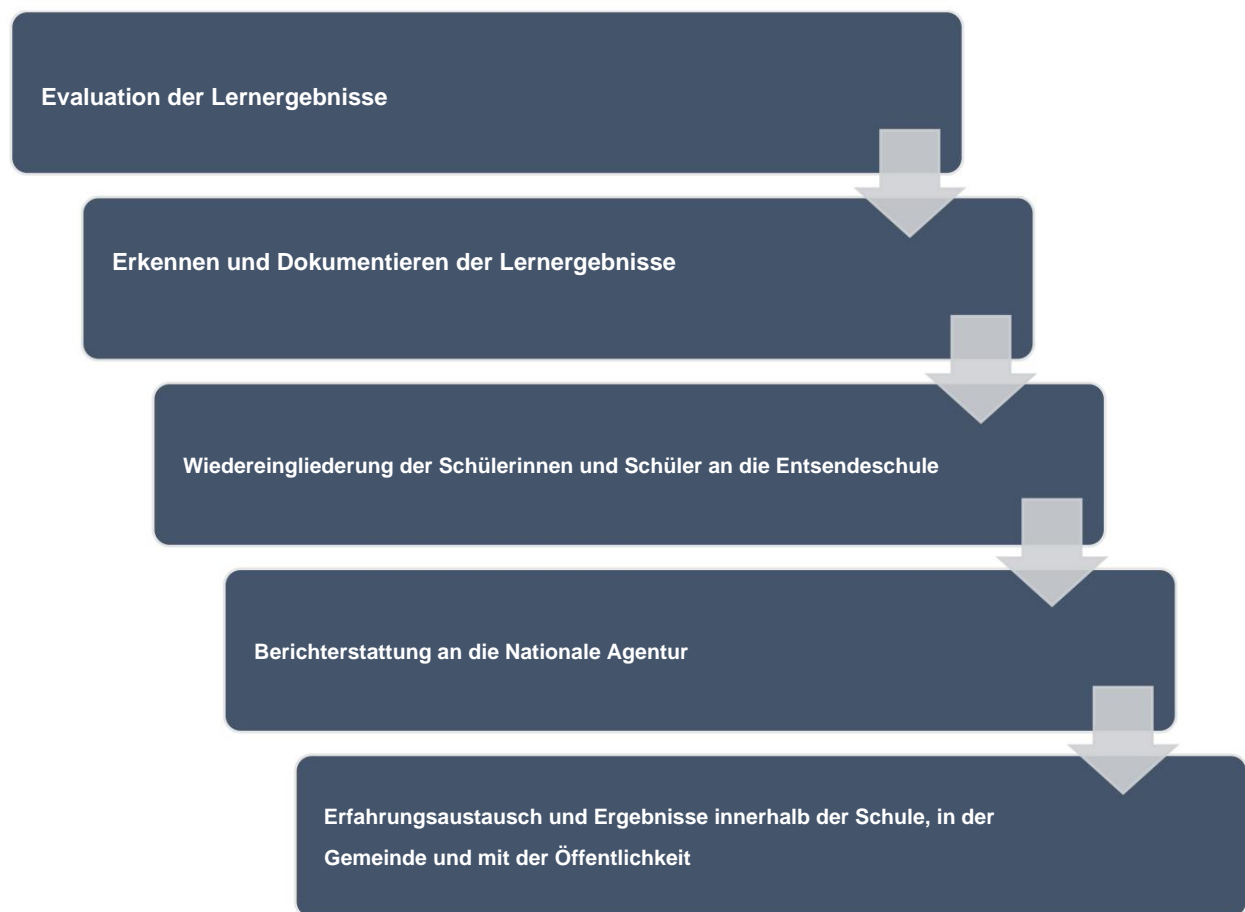 Evaluation der Lernergebnisse
Erkennen und Dokumentieren der Lernergebnisse
Wiedereingliederung der Schülerinnen und Schüler an die Entsendeschule
Berichterstattung an die Nationale Agentur
Erfahrungsaustausch und Ergebnisse innerhalb der Schule, in der
Gemeinde und mit der Öffentlichkeit